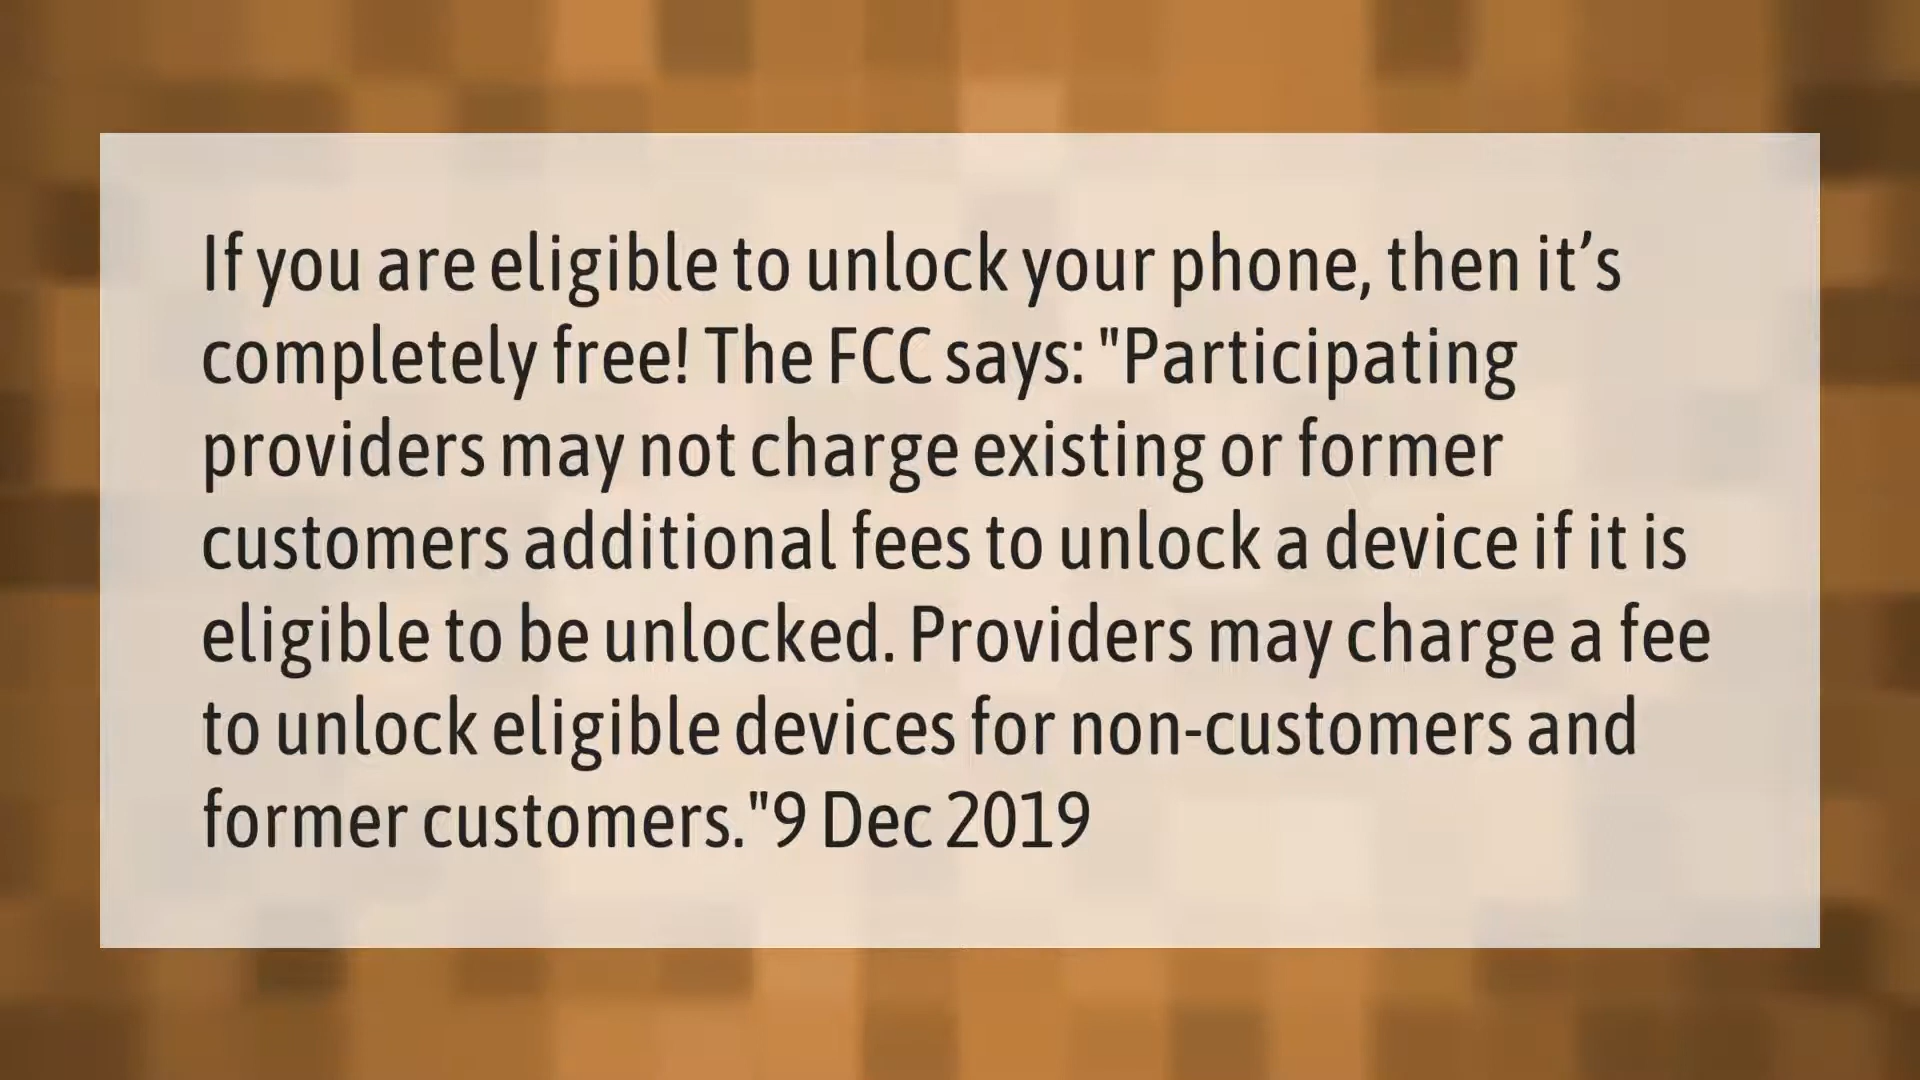 If you are eligible to unlock your phone, then it’s
completely free! The FCC says: "Participating
providers may not charge existing or former
customers additional fees to unlock a device if it is
eligible to be unlocked. Providers may charge a fee
to unlock eligible devices for non-customers and
former customers."9 Dec 2019